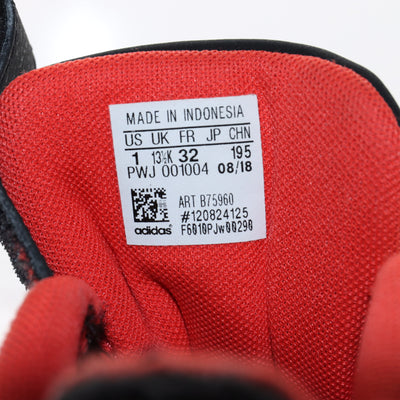 MADE IN INDONESIA
US UK FR JP CHN
1 13½K 32 195
PWJ 001004 08/18
ART B75960
#120824125
adidas F6010PJw00290